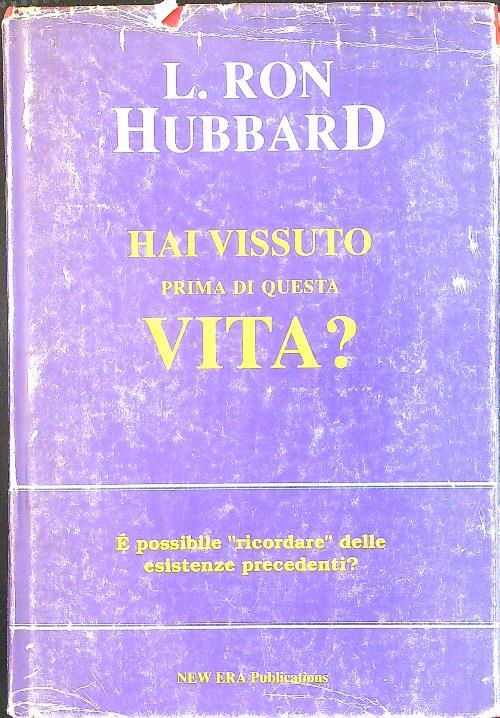 L. RON
HUBBARD
HAI VISSUTO
PRIMA DI QUESTA
VITA?
É possibile "ricordare" delle
esistenze precedenti?
NEW ERA Publications